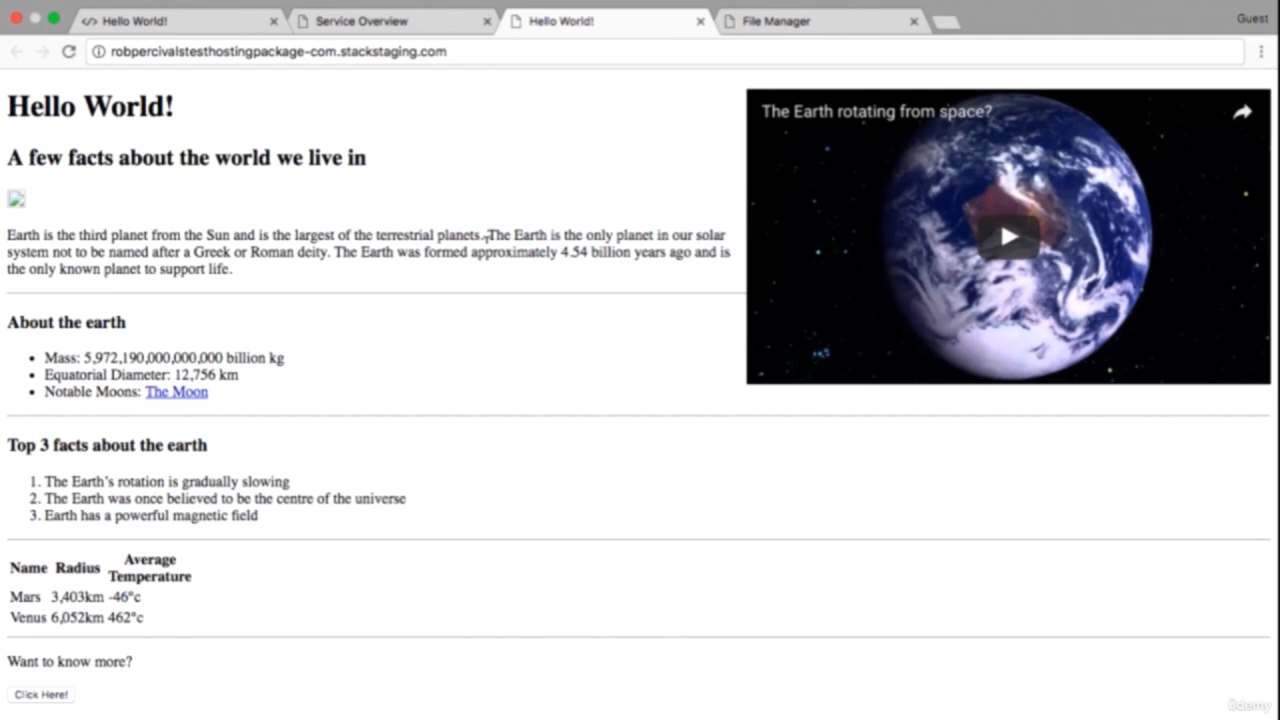 Hello World!
Service Overview
Hello World!
File Manager
Guest
robpercivalstesthostingpackage-com.stackstaging.com
Hello World!
The Earth rotating from space?
A few facts about the world we live in
Earth is the third planet from the Sun and is the largest of the terrestrial planets. The Earth is the only planet in our solar
system not to be named after a Greek or Roman deity. The Earth was formed approximately 4.54 billion years ago and is
the only known planet to support life.
About the earth
• Mass: 5,972,190,000,000,000 billion kg
• Equatorial Diameter: 12,756 km
• Notable Moons: The Moon
Top 3 facts about the earth
1. The Earth's rotation is gradually slowing
2. The Earth was once believed to be the centre of the universe
3. Earth has a powerful magnetic field
Name Radius Average
Temperature
Mars 3,403km -46°c
Venus 6,052km 462°c
Want to know more?
Click Here!
ûdemy